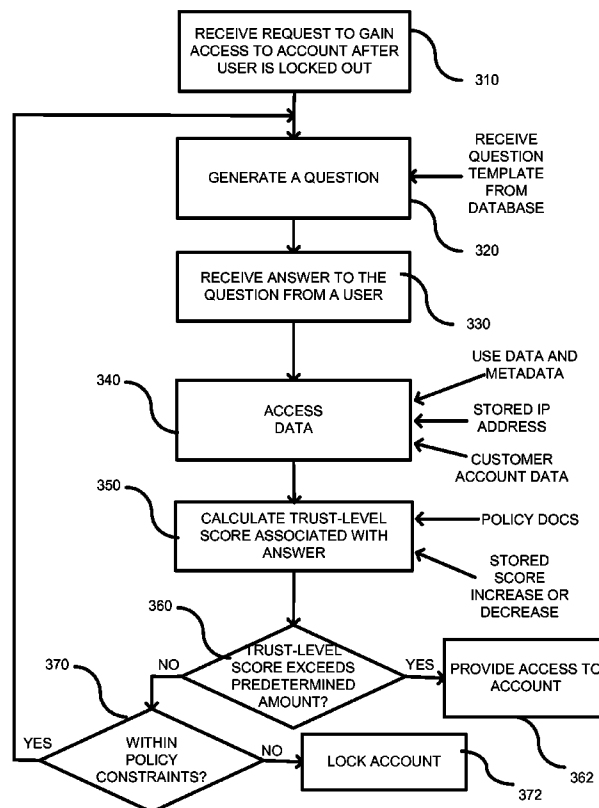 RECEIVE REQUEST TO GAIN
ACCESS TO ACCOUNT AFTER
USER IS LOCKED OUT
310
GENERATE A QUESTION
RECEIVE
QUESTION
TEMPLATE
FROM
DATABASE
320
RECEIVE ANSWER TO THE
QUESTION FROM A USER
330
340
ACCESS
DATA
USE DATA AND
METADATA
STORED IP
ADDRESS
CUSTOMER
ACCOUNT DATA
350
CALCULATE TRUST-LEVEL
SCORE ASSOCIATED WITH
ANSWER
POLICY DOCS
STORED
SCORE
INCREASE OR
DECREASE
360
TRUST-LEVEL
SCORE EXCEEDS
PREDETERMINED
AMOUNT?
NO
YES
PROVIDE ACCESS TO
ACCOUNT
362
370
WITHIN
POLICY
CONSTRAINTS?
YES
NO
LOCK ACCOUNT
372